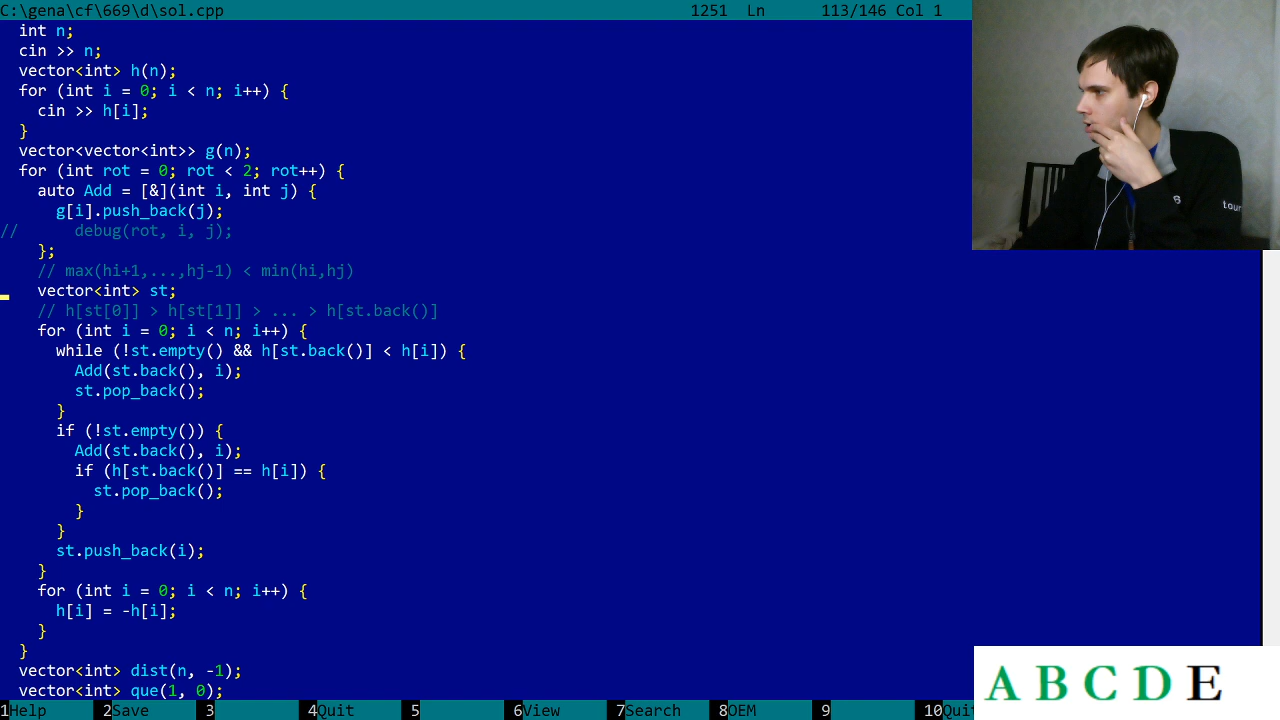 C:\gena\cf\669\d\sol.cpp 1251 Ln 113/146 Col 1
int n;
cin >> n;
vector<int> h(n);
for (int i = 0; i < n; i++) {
cin >> h[i];
}
vector<vector<int>> g(n);
for (int rot = 0; rot < 2; rot++) {
auto Add = [&](int i, int j) {
g[i].push_back(j);
// debug(rot, i, j);
};
// max(hi+1,...,hj-1) < min(hi,hj)
vector<int> st;
// h[st[0]] > h[st[1]] > ... > h[st.back()]
for (int i = 0; i < n; i++) {
while (!st.empty() && h[st.back()] < h[i]) {
Add(st.back(), i);
st.pop_back();
}
if (!st.empty()) {
Add(st.back(), i);
if (h[st.back()] == h[i]) {
st.pop_back();
}
}
st.push_back(i);
}
for (int i = 0; i < n; i++) {
h[i] = -h[i];
}
}
vector<int> dist(n, -1);
vector<int> que(1, 0);
1Help 2Save 3 4Quit 5 6View 7Search 8OEM 9 10Quit
tour
A B C D E